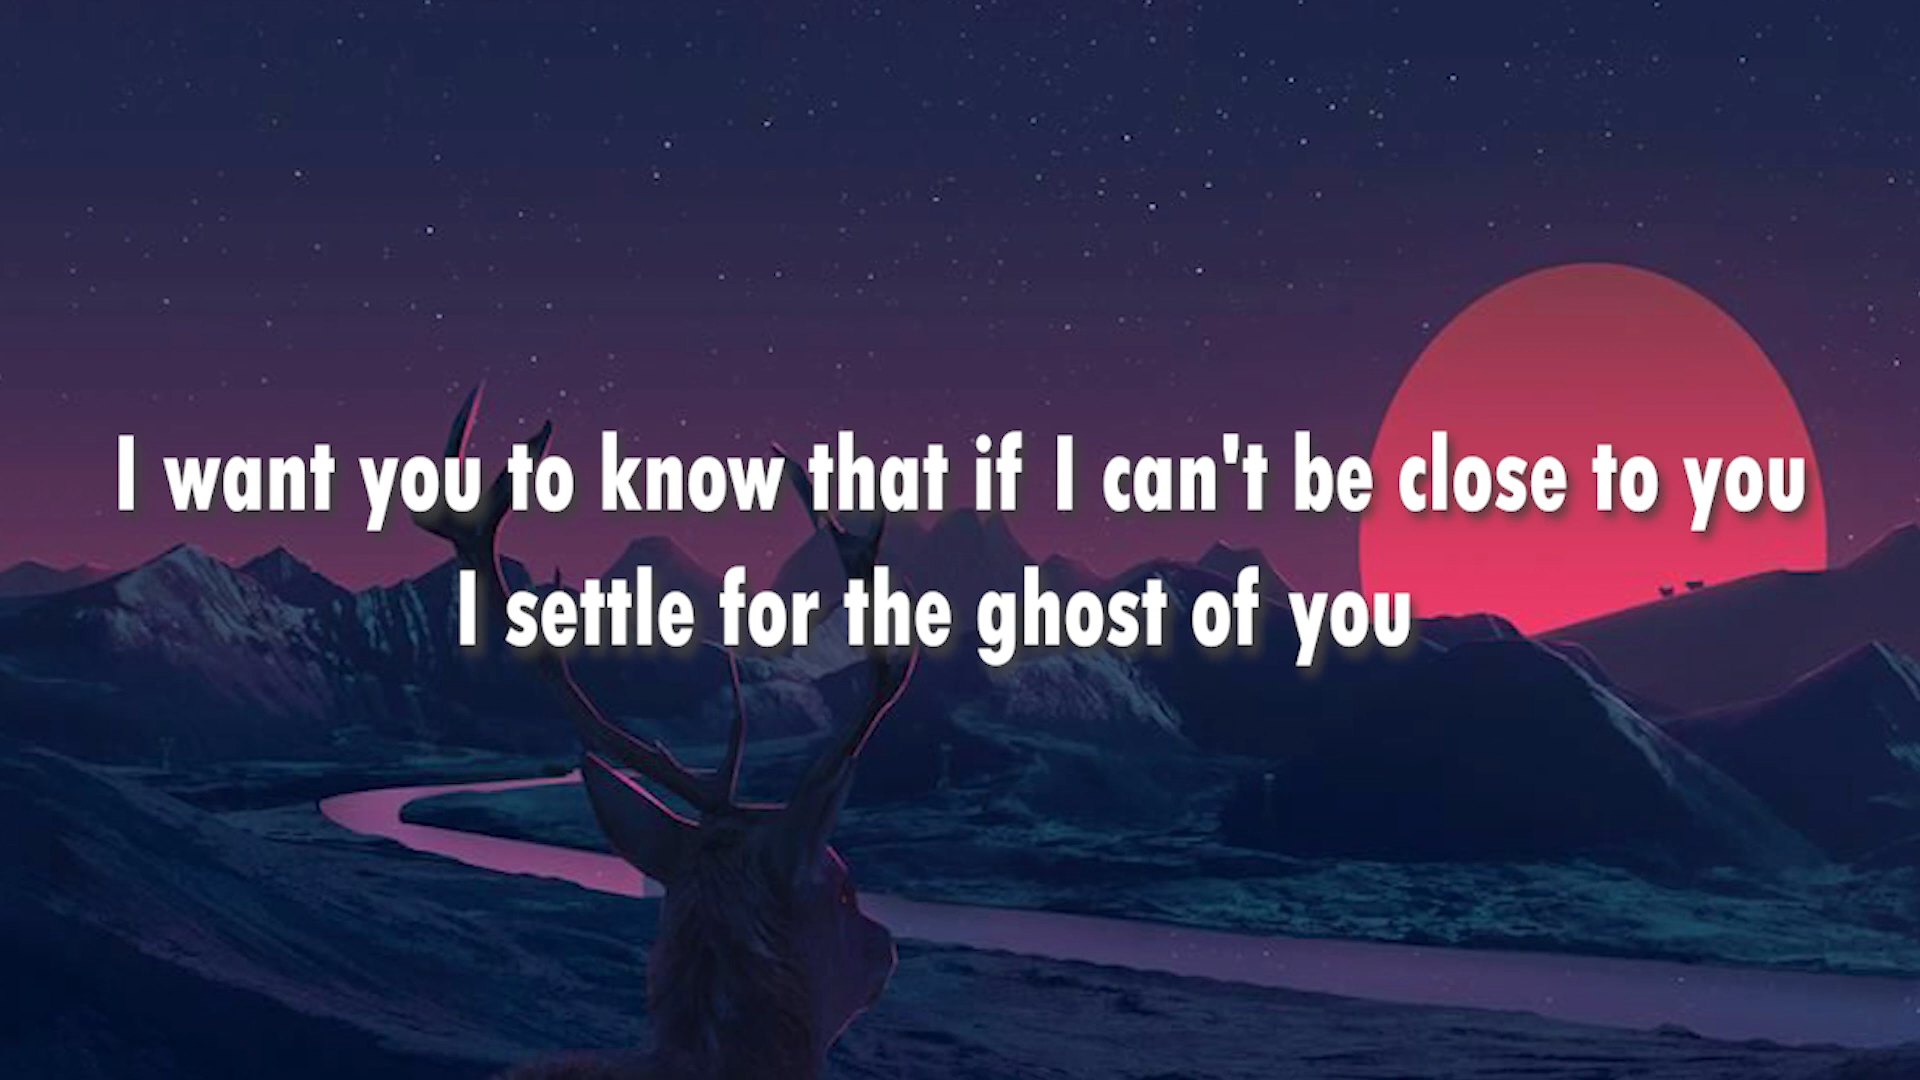 I want you to know that if I can't be close to you
I settle for the ghost of you